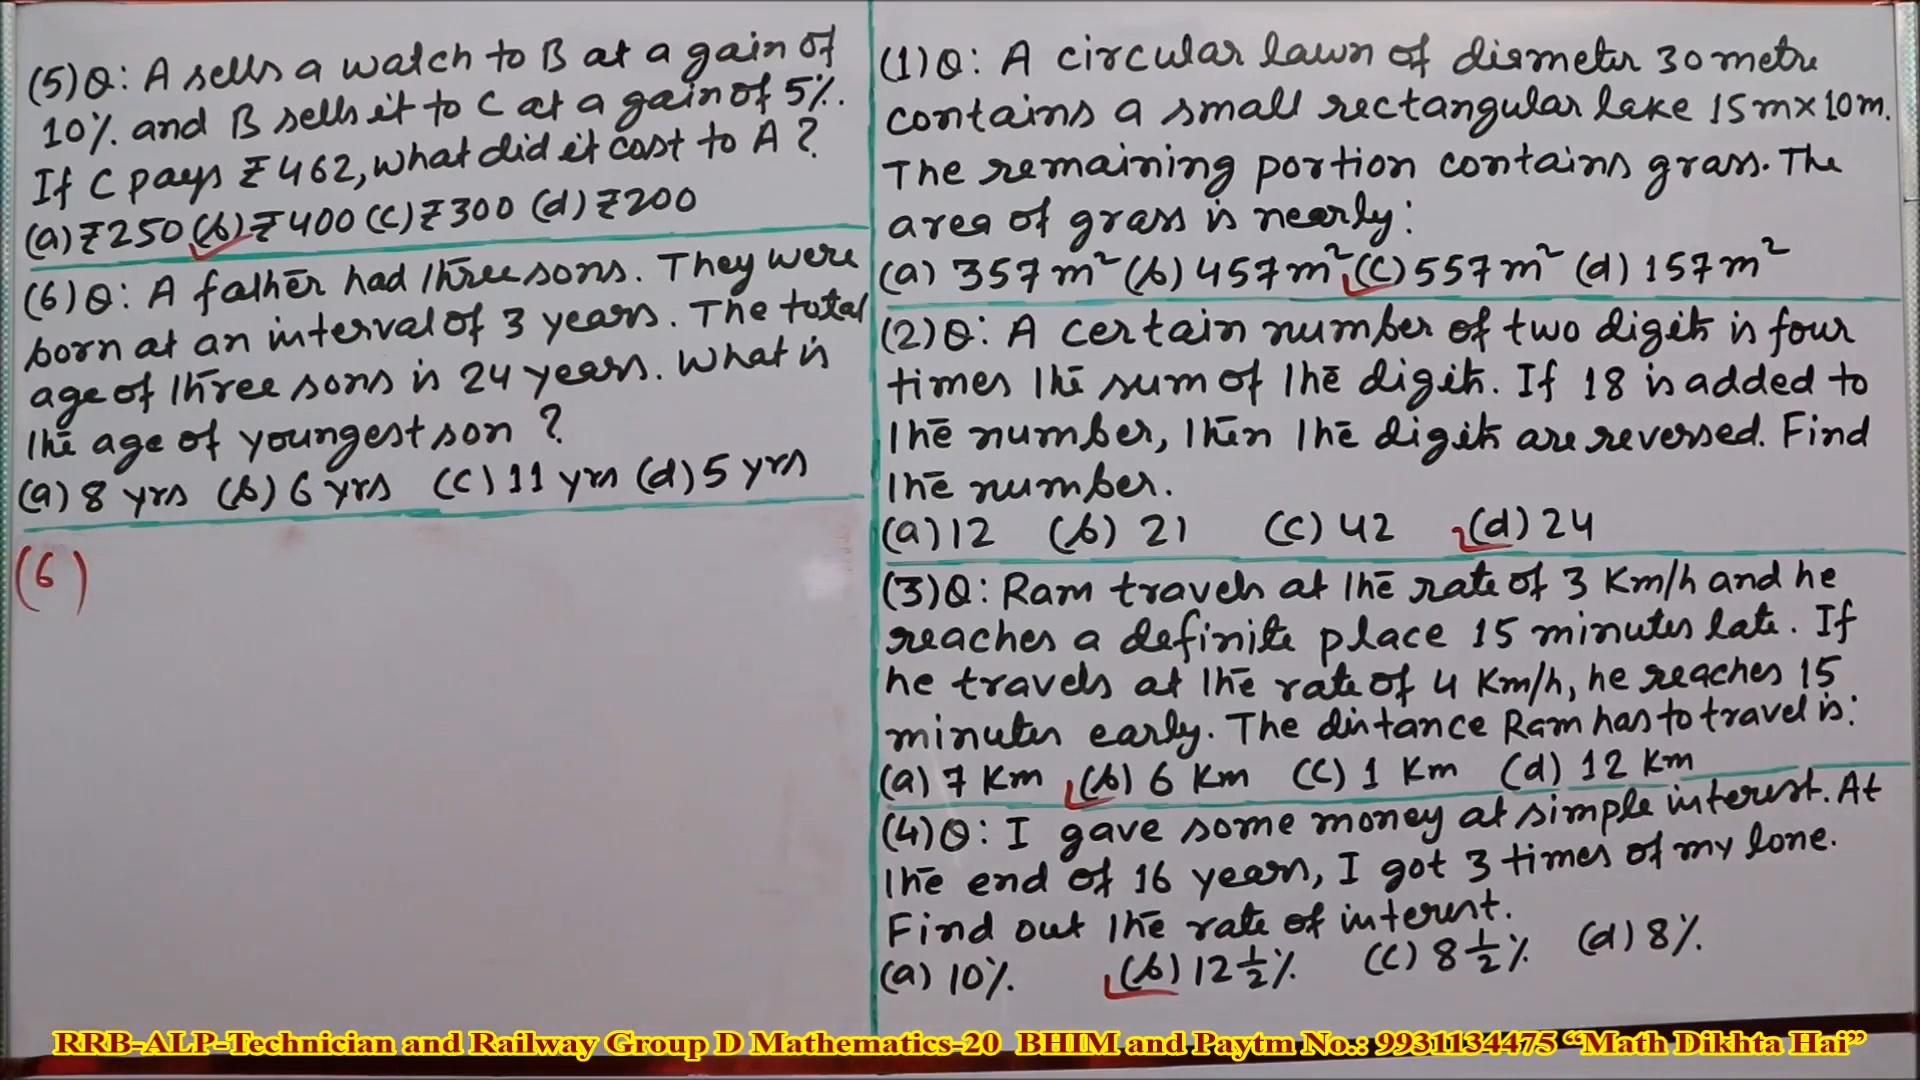 (5)Q: A sells a watch to B at a gain of
10% and B sells it to C at a gain of 5%.
If C pays ₹462, what did it cost to A?
(a) ₹250 (b) ₹400 (c) ₹300 (d) ₹200
(6)Q: A father had three sons. They were
born at an interval of 3 years. The total
age of three sons is 24 years. What is
the age of youngest son?
(a) 8 yrs (b) 6 yrs (c) 11 yrs (d) 5 yrs
(6)
(1)Q: A circular lawn of diameter 30 metre
contains a small rectangular lake 15m×10m.
The remaining portion contains grass. The
area of grass is nearly:
(a) 357 m² (b) 457 m² (c) 557 m² (d) 157 m²
(2)Q: A certain number of two digits is four
times the sum of the digits. If 18 is added to
the number, then the digits are reversed. Find
the number.
(a) 12 (b) 21 (c) 42 (d) 24
(3)Q: Ram travels at the rate of 3 Km/h and he
reaches a definite place 15 minutes late. If
he travels at the rate of 4 Km/h, he reaches 15
minutes early. The distance Ram has to travel is:
(a) 7 Km (b) 6 Km (c) 1 Km (d) 12 Km
(4)Q: I gave some money at simple interest. At
the end of 16 years, I got 3 times of my lone.
Find out the rate of interest.
(a) 10% (b) 12 1/2% (c) 8 1/2% (d) 8%
RRB-ALP-Technician and Railway Group D Mathematics-20 BHIM and Paytm No.: 9931134475 “Math Dikhta Hai”